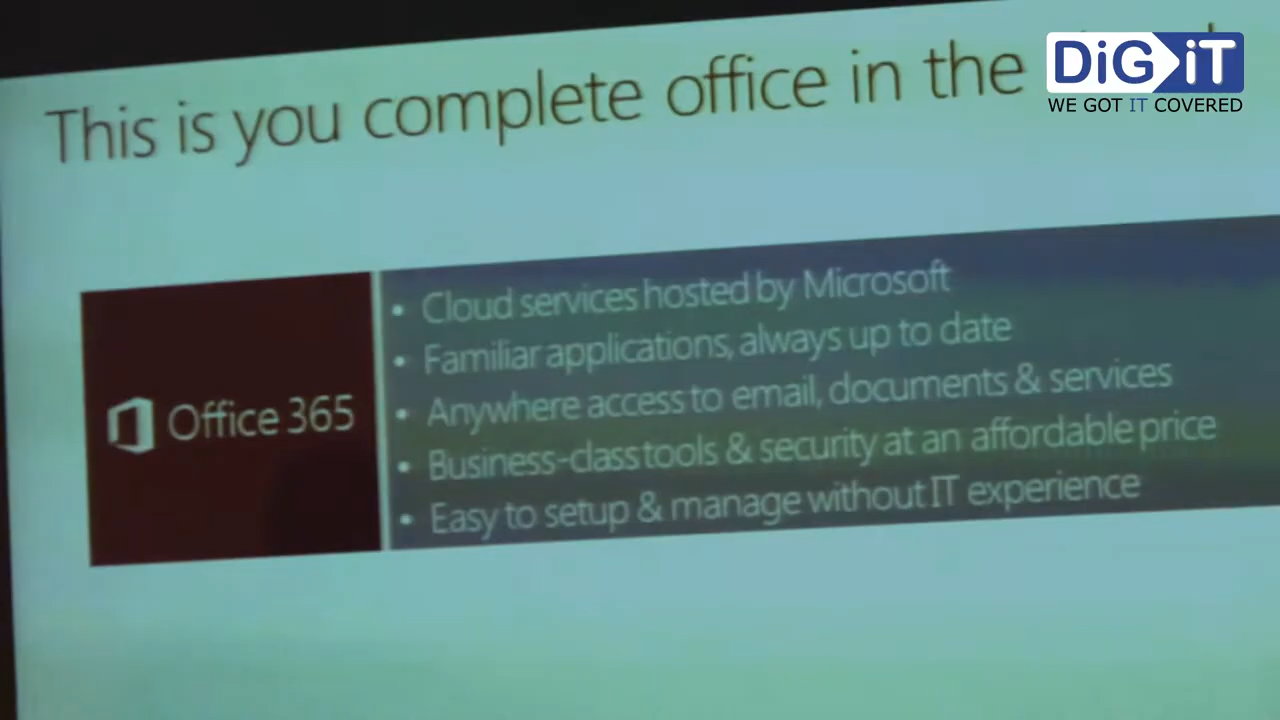 This is you complete office in the
DiGiT
WE GOT IT COVERED
Office 365
• Cloud services hosted by Microsoft
• Familiar applications, always up to date
• Anywhere access to email, documents & services
• Business-class tools & security at an affordable price
• Easy to setup & manage without IT experience